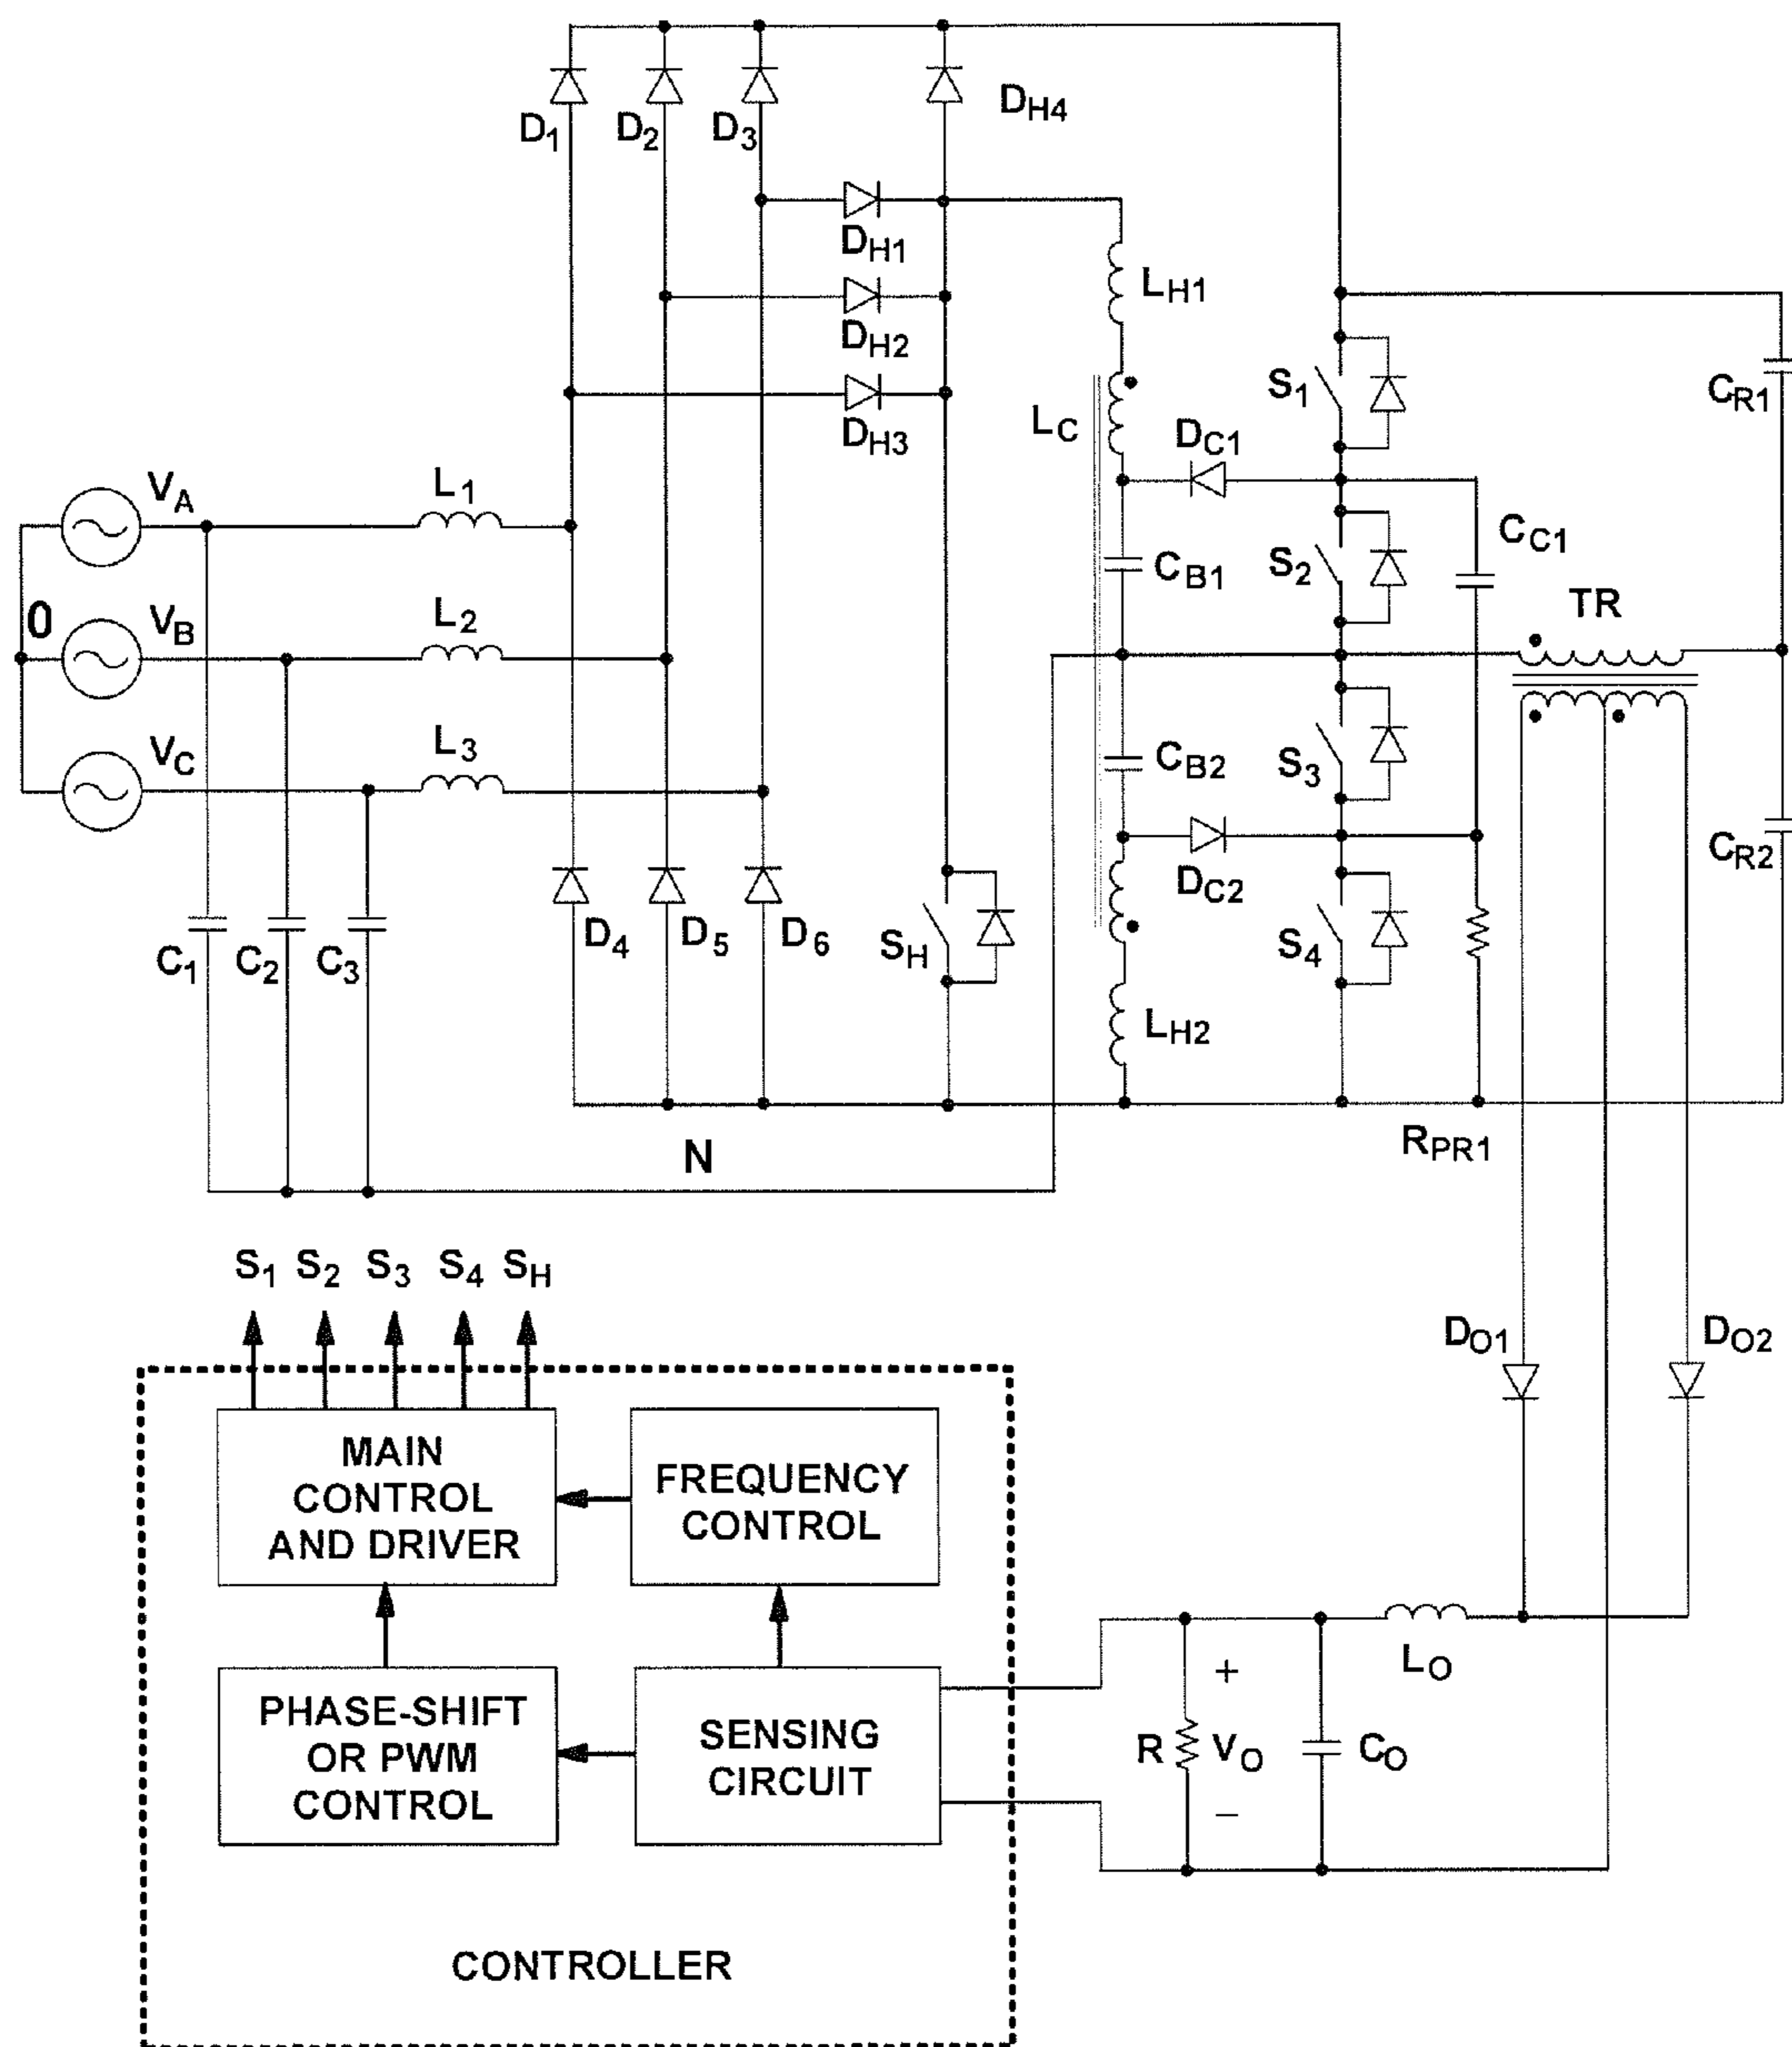 D1 D2 D3 DH4
DH1
LH1
DH2
S1
CR1
DH3
LC
DC1
VA
L1
CC1
CB1
S2
TR
0
VB
L2
VC
L3
CB2
S3
CR2
DC2
C1 C2 C3
D4 D5 D6
SH
S4
LH2
N
RPR1
S1 S2 S3 S4 SH
DO1 DO2
MAIN
CONTROL
AND DRIVER
FREQUENCY
CONTROL
PHASE-SHIFT
OR PWM
CONTROL
SENSING
CIRCUIT
LO
+
R VO CO
−
CONTROLLER